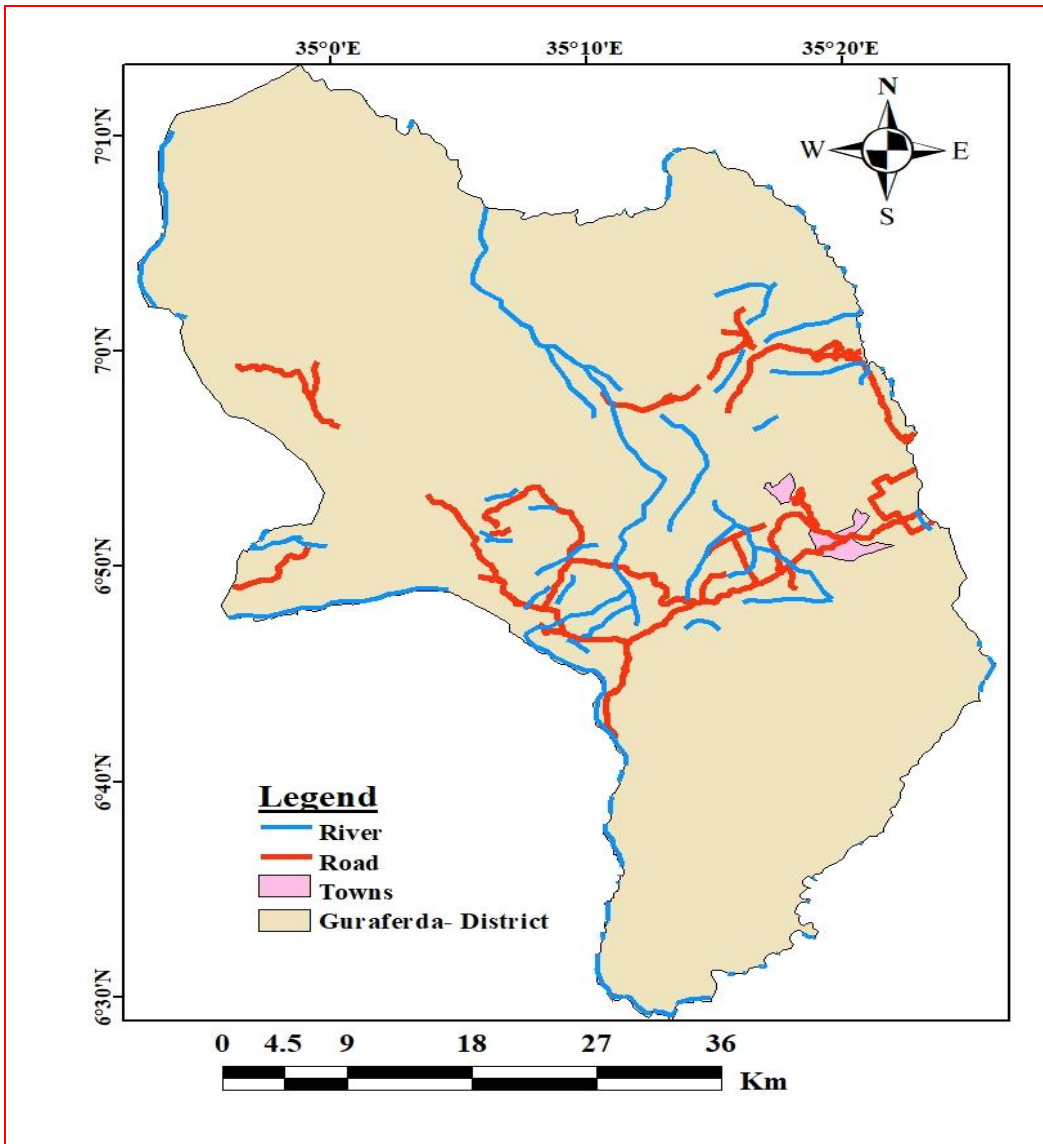 35°0'E 35°10'E 35°20'E
N
W E
S
7°10'N
7°0'N
6°50'N
6°40'N
6°30'N
Legend
River
Road
Towns
Guraferda- District
0 4.5 9 18 27 36
Km